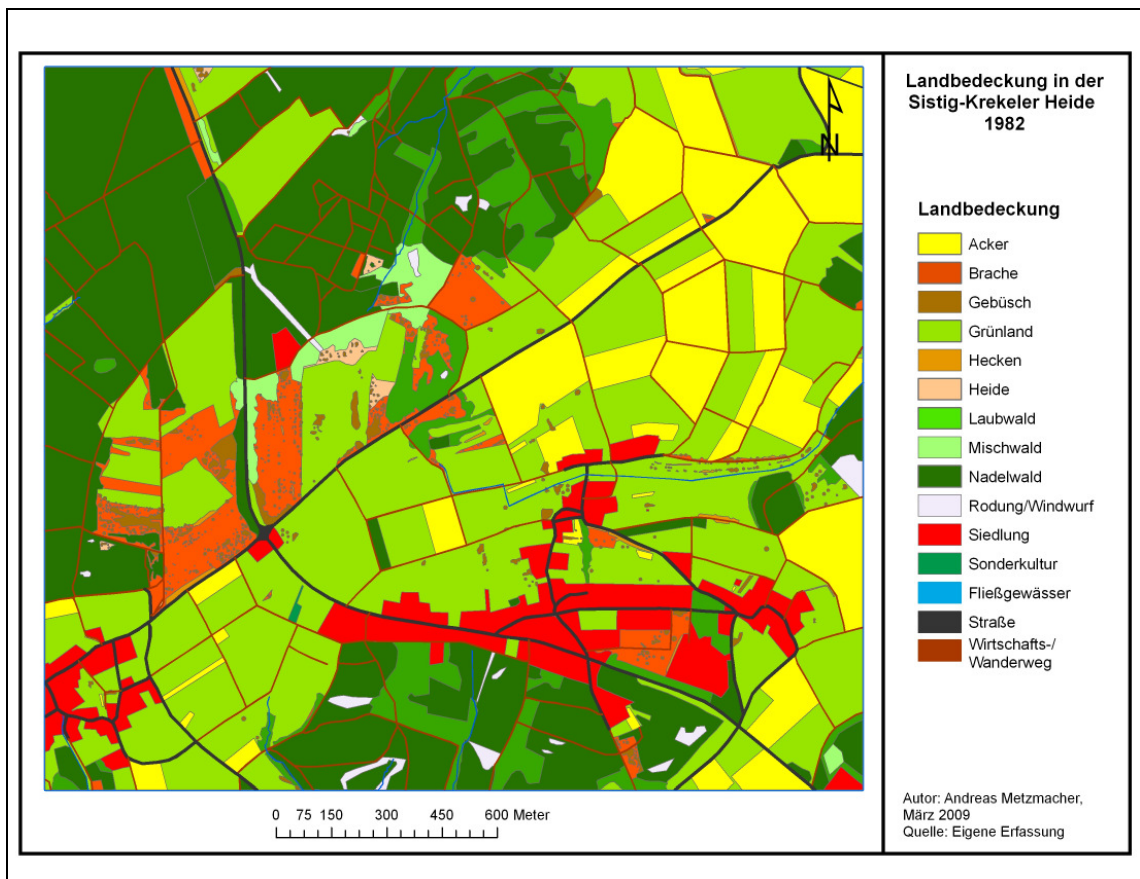 Landbedeckung in der
Sistig-Krekeler Heide
1982
N
Landbedeckung
Acker
Brache
Gebüsch
Grünland
Hecken
Heide
Laubwald
Mischwald
Nadelwald
Rodung/Windwurf
Siedlung
Sonderkultur
Fließgewässer
Straße
Wirtschafts-/
Wanderweg
Autor: Andreas Metzmacher,
März 2009
Quelle: Eigene Erfassung
0 75 150 300 450 600 Meter